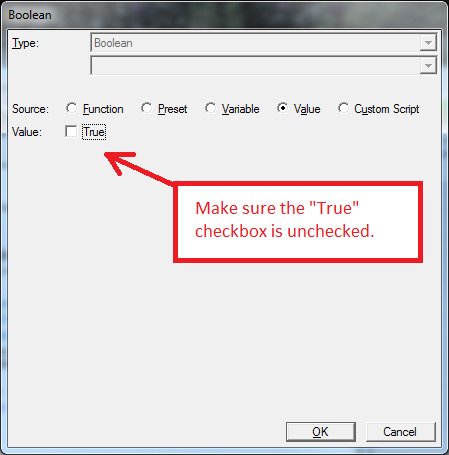 Boolean
Type: Boolean
Source: Function Preset Variable Value Custom Script
Value: True
Make sure the "True"
checkbox is unchecked.
OK Cancel